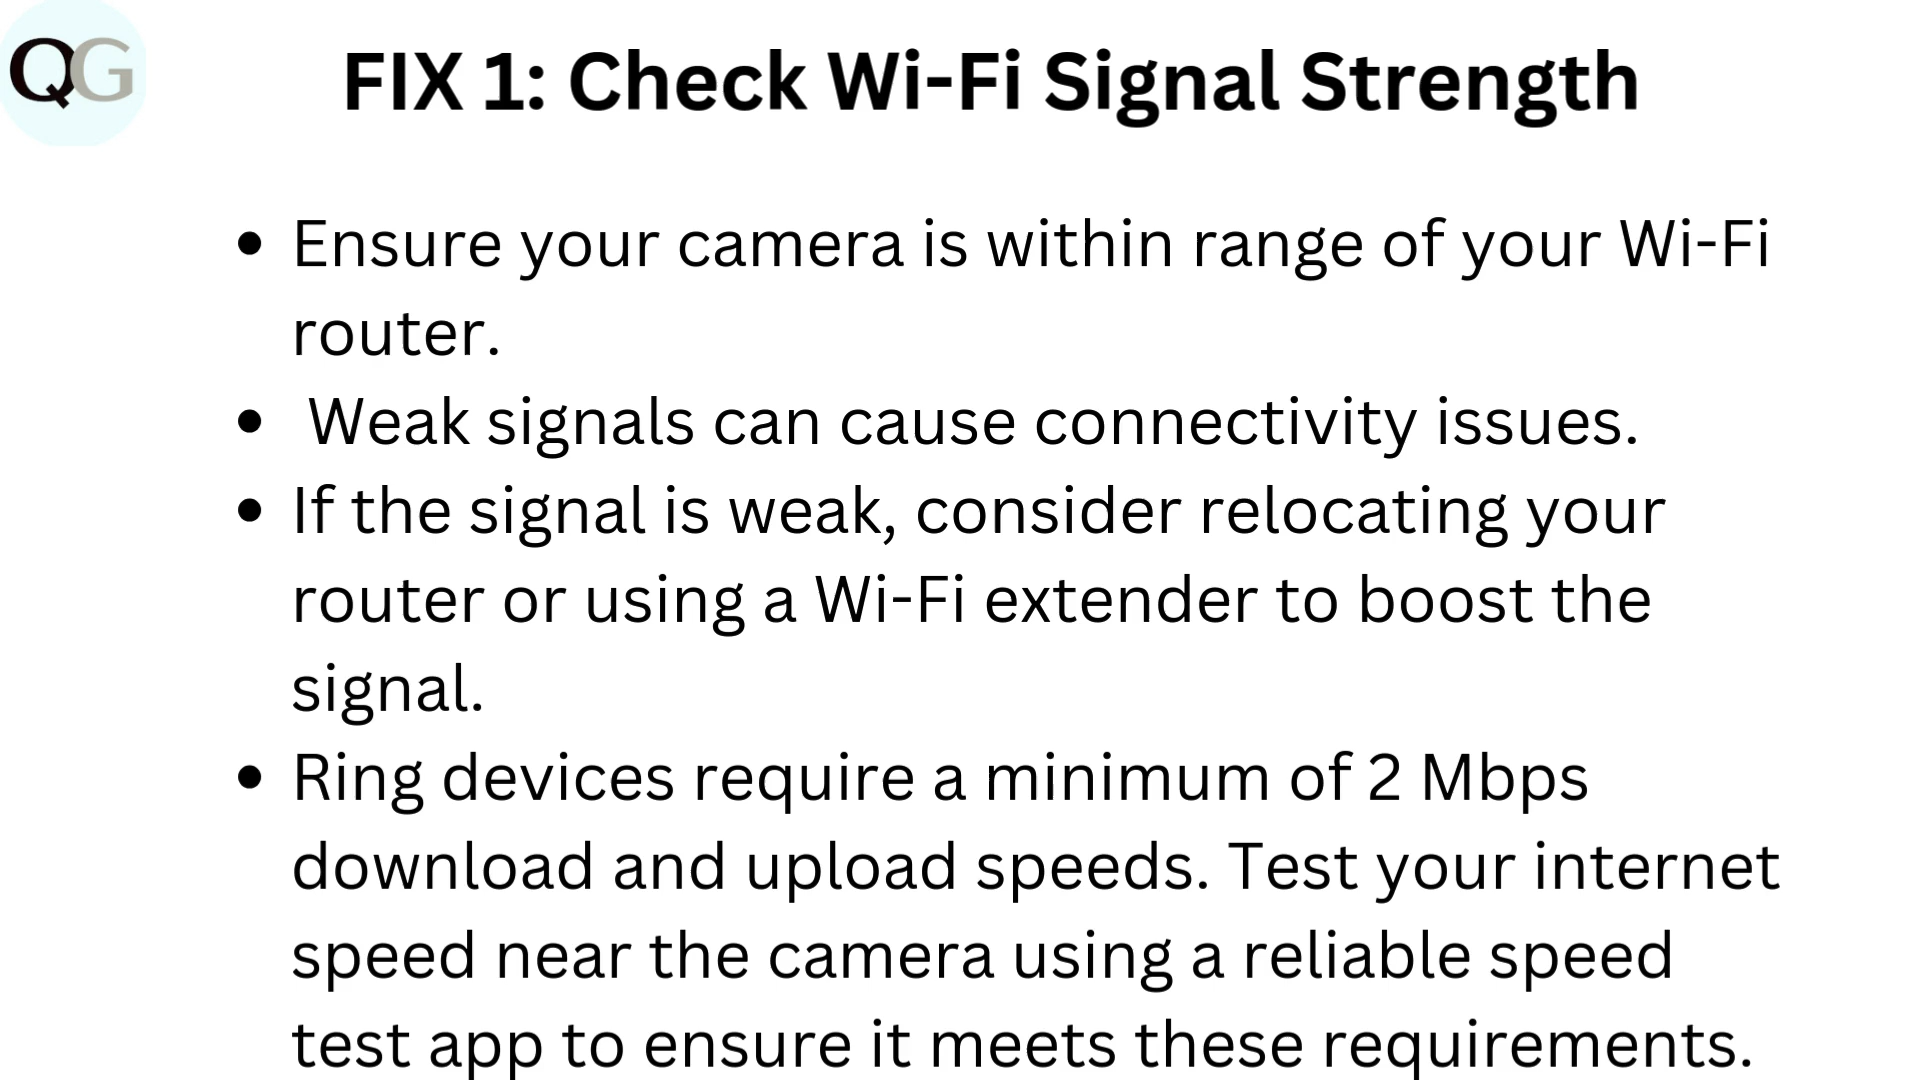 QG
FIX 1: Check Wi-Fi Signal Strength
• Ensure your camera is within range of your Wi-Fi
router.
• Weak signals can cause connectivity issues.
• If the signal is weak, consider relocating your
router or using a Wi-Fi extender to boost the
signal.
• Ring devices require a minimum of 2 Mbps
download and upload speeds. Test your internet
speed near the camera using a reliable speed
test app to ensure it meets these requirements.